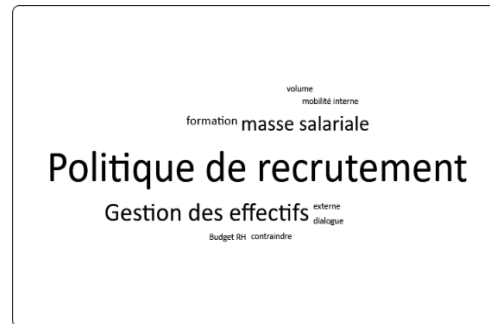 volume
mobilité interne
formation masse salariale
Politique de recrutement
Gestion des effectifs externe
dialogue
Budget RH contraindre